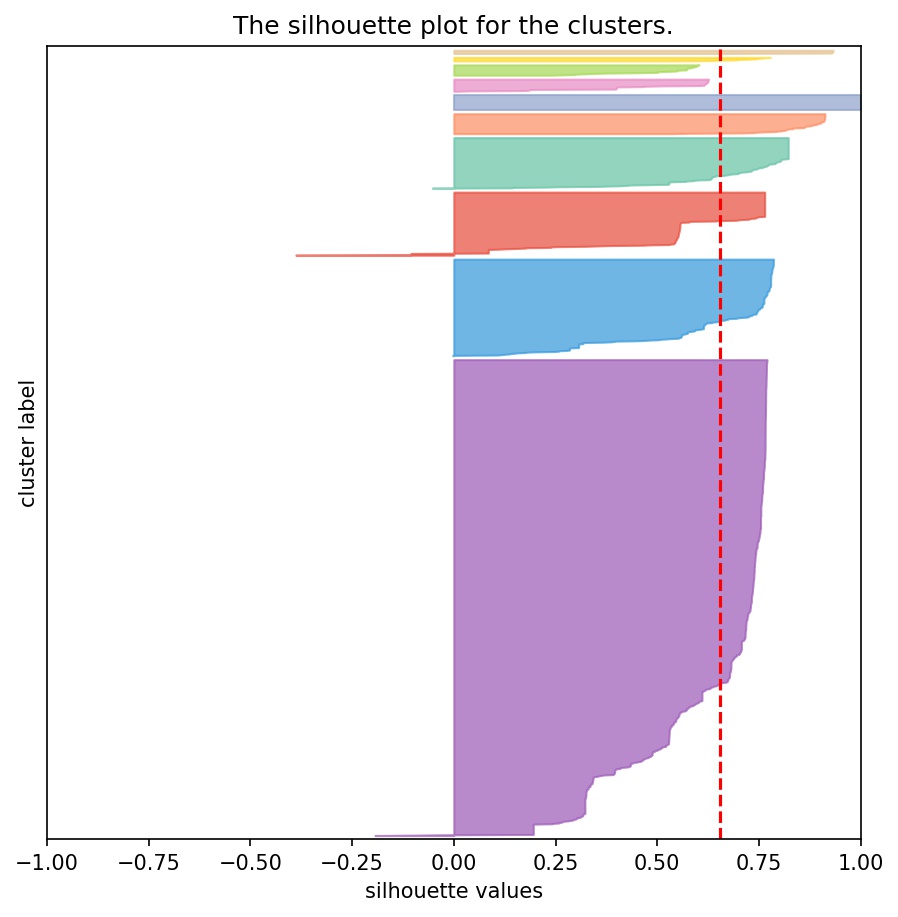 The silhouette plot for the clusters.
cluster label
−1.00 −0.75 −0.50 −0.25 0.00 0.25 0.50 0.75 1.00
silhouette values